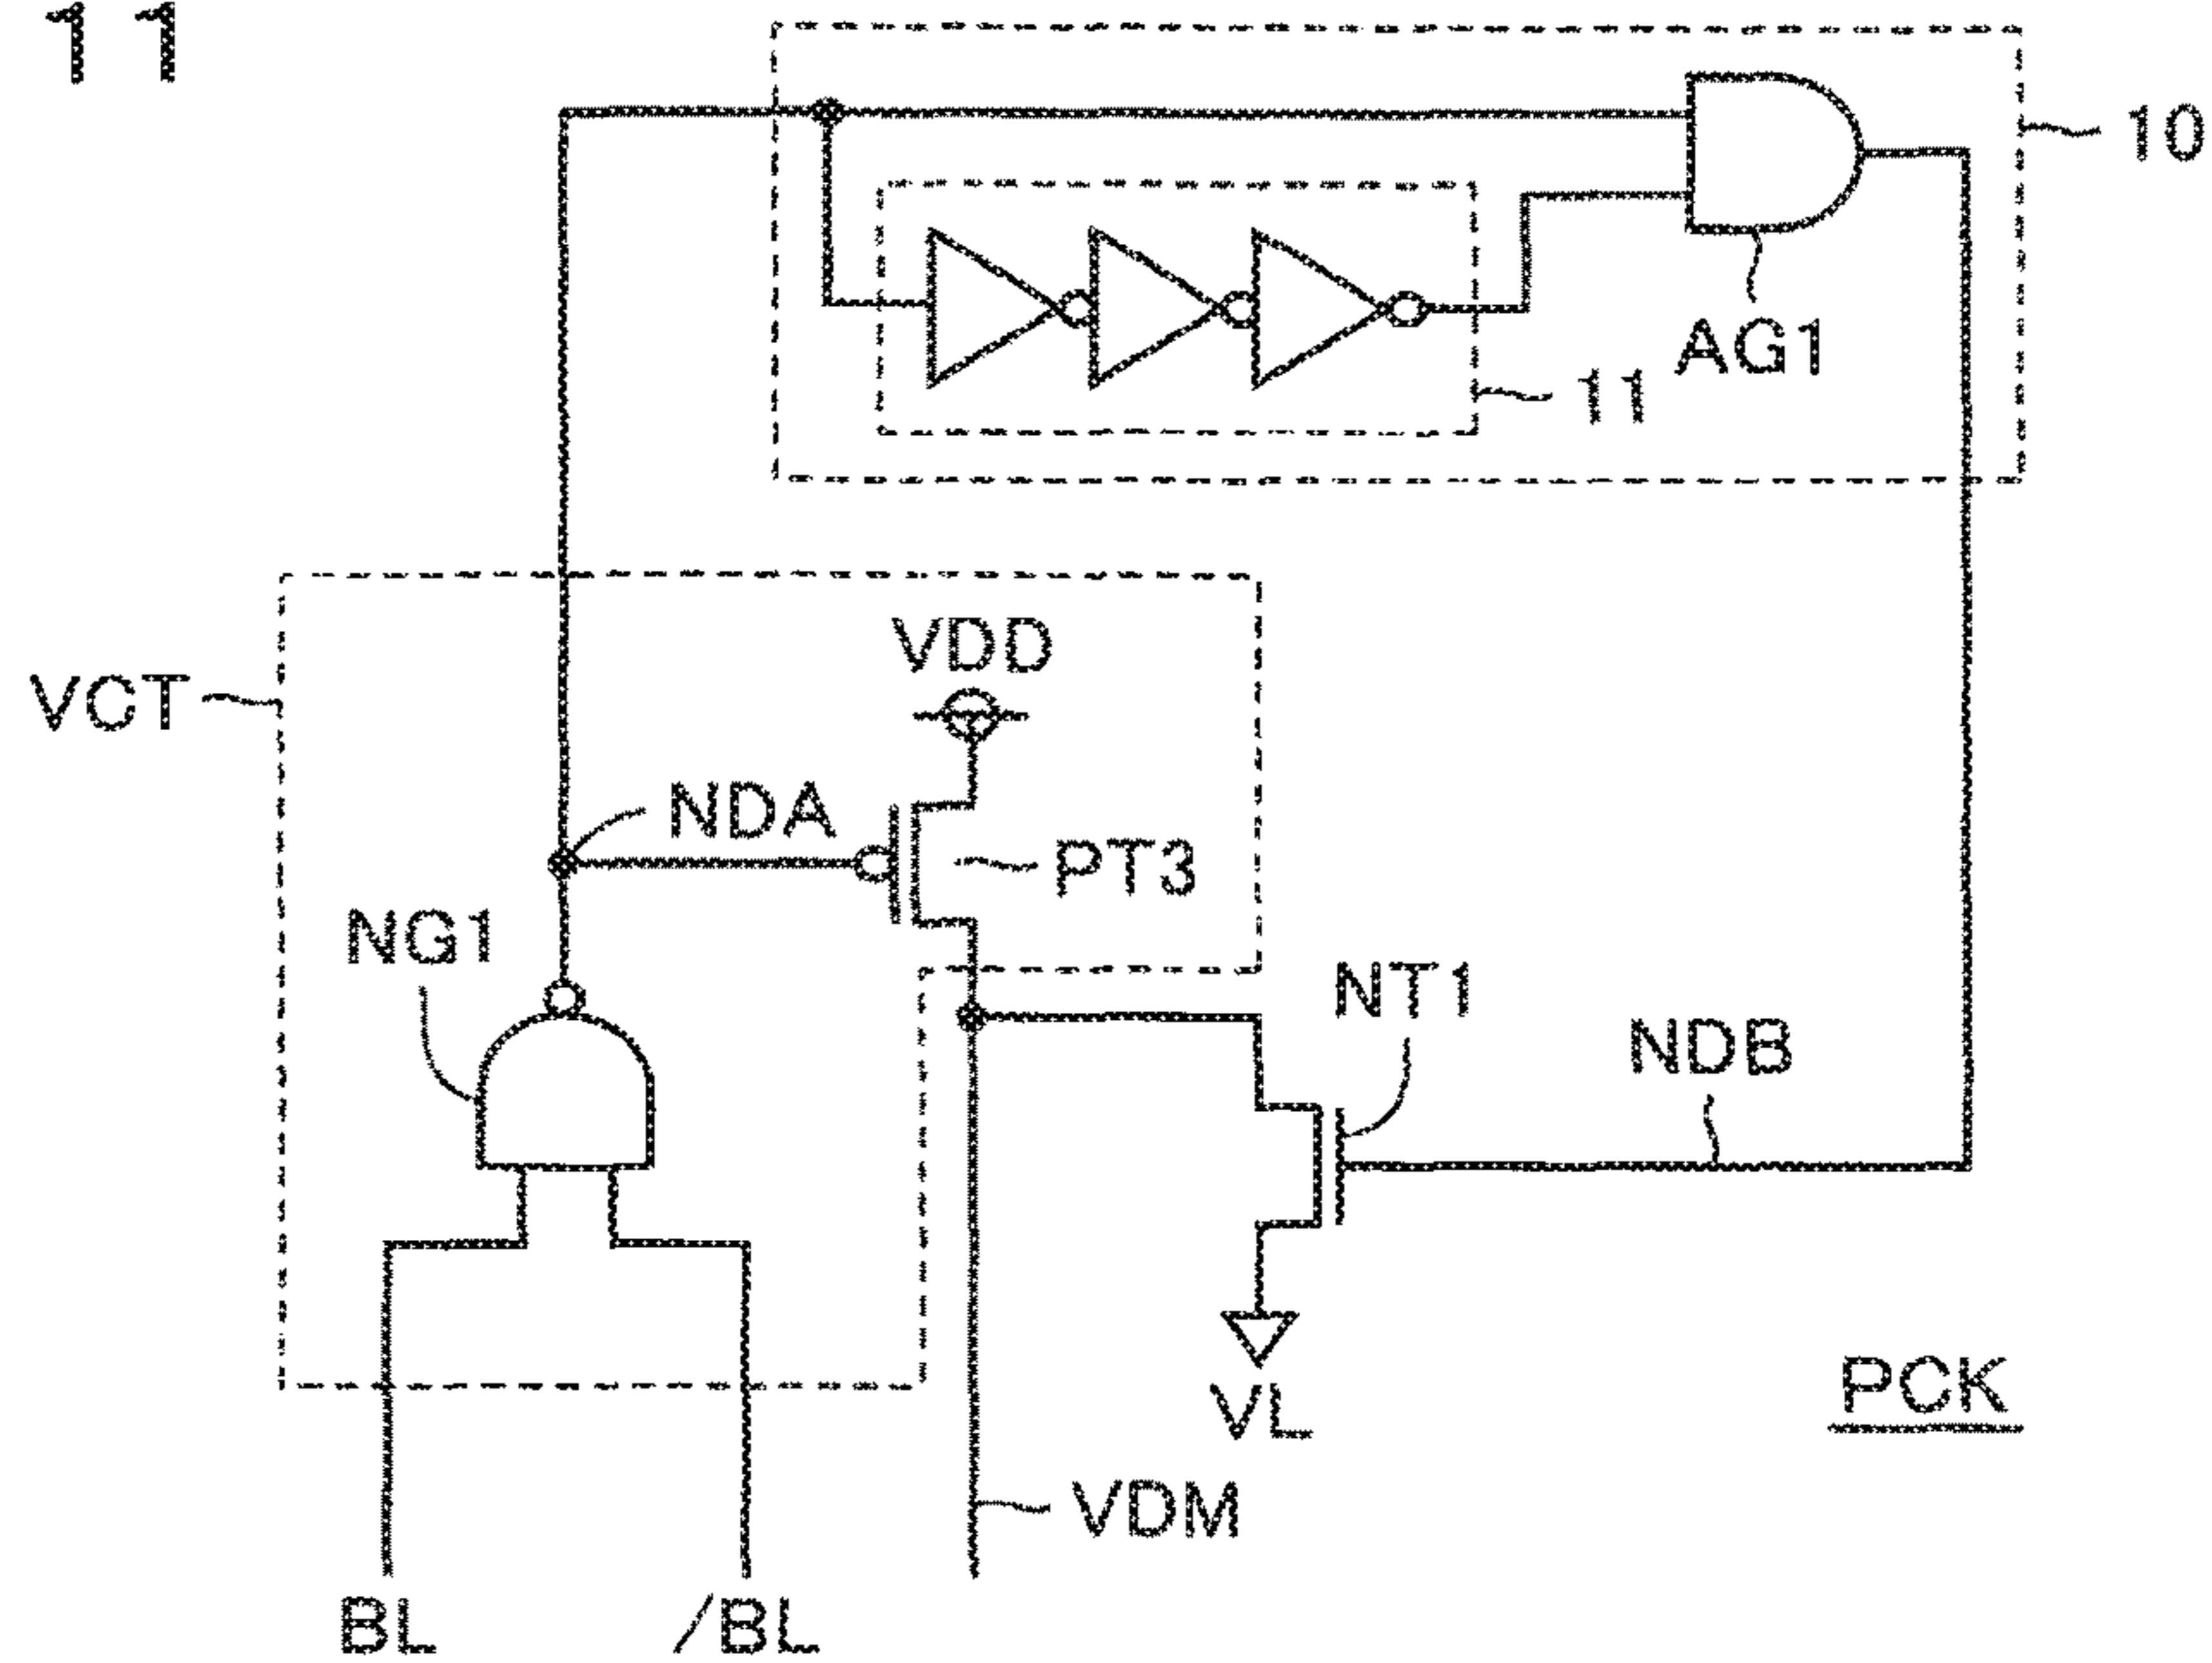 11
10
AG1
11
VDD
VCT
NDA
PT3
NG1
NT1
NDB
VL
PCK
VDM
BL
/BL